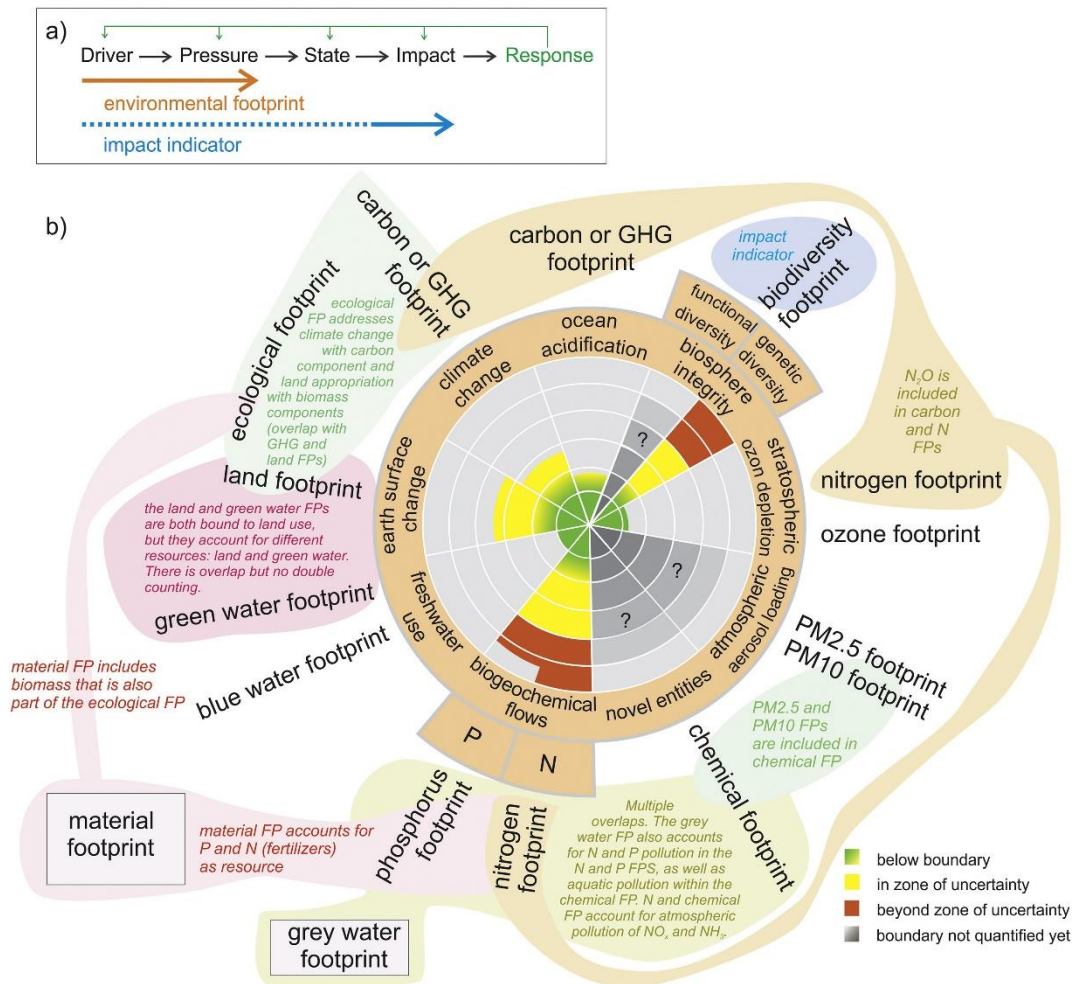 a)
Driver → Pressure → State → Impact → Response
environmental footprint
impact indicator
b)
carbon or GHG
footprint
ecological footprint
ecological
FP addresses
climate change
with carbon
component and
land appropriation
with biomass
components
(overlap with
GHG and
land FPs)
land footprint
the land and green water FPs
are both bound to land use,
but they account for different
resources: land and green water.
There is overlap but no double
counting.
green water footprint
blue water footprint
material FP includes
biomass that is also
part of the ecological FP
material
footprint
material FP accounts for
P and N (fertilizers)
as resource
grey water
footprint
phosphorus
footprint
nitrogen
footprint
Multiple
overlaps. The grey
water FP also accounts
for N and P pollution in the
N and P FPS, as well as
aquatic pollution within the
chemical FP. N and chemical
FP account for atmospheric
pollution of NOx and NH3.
chemical footprint
PM2.5 and
PM10 FPs
are included in
chemical FP
PM2.5 footprint
PM10 footprint
ozone footprint
nitrogen footprint
N2O is
included
in carbon
and N
FPs
biodiversity
footprint
impact
indicator
carbon or GHG
footprint
climate
change
ocean
acidification
biosphere
integrity
functional
diversity
genetic
diversity
stratospheric
ozon depletion
atmospheric
aerosol loading
novel entities
biogeochemical
flows
P
N
freshwater
use
earth surface
change
?
?
?
below boundary
in zone of uncertainty
beyond zone of uncertainty
boundary not quantified yet